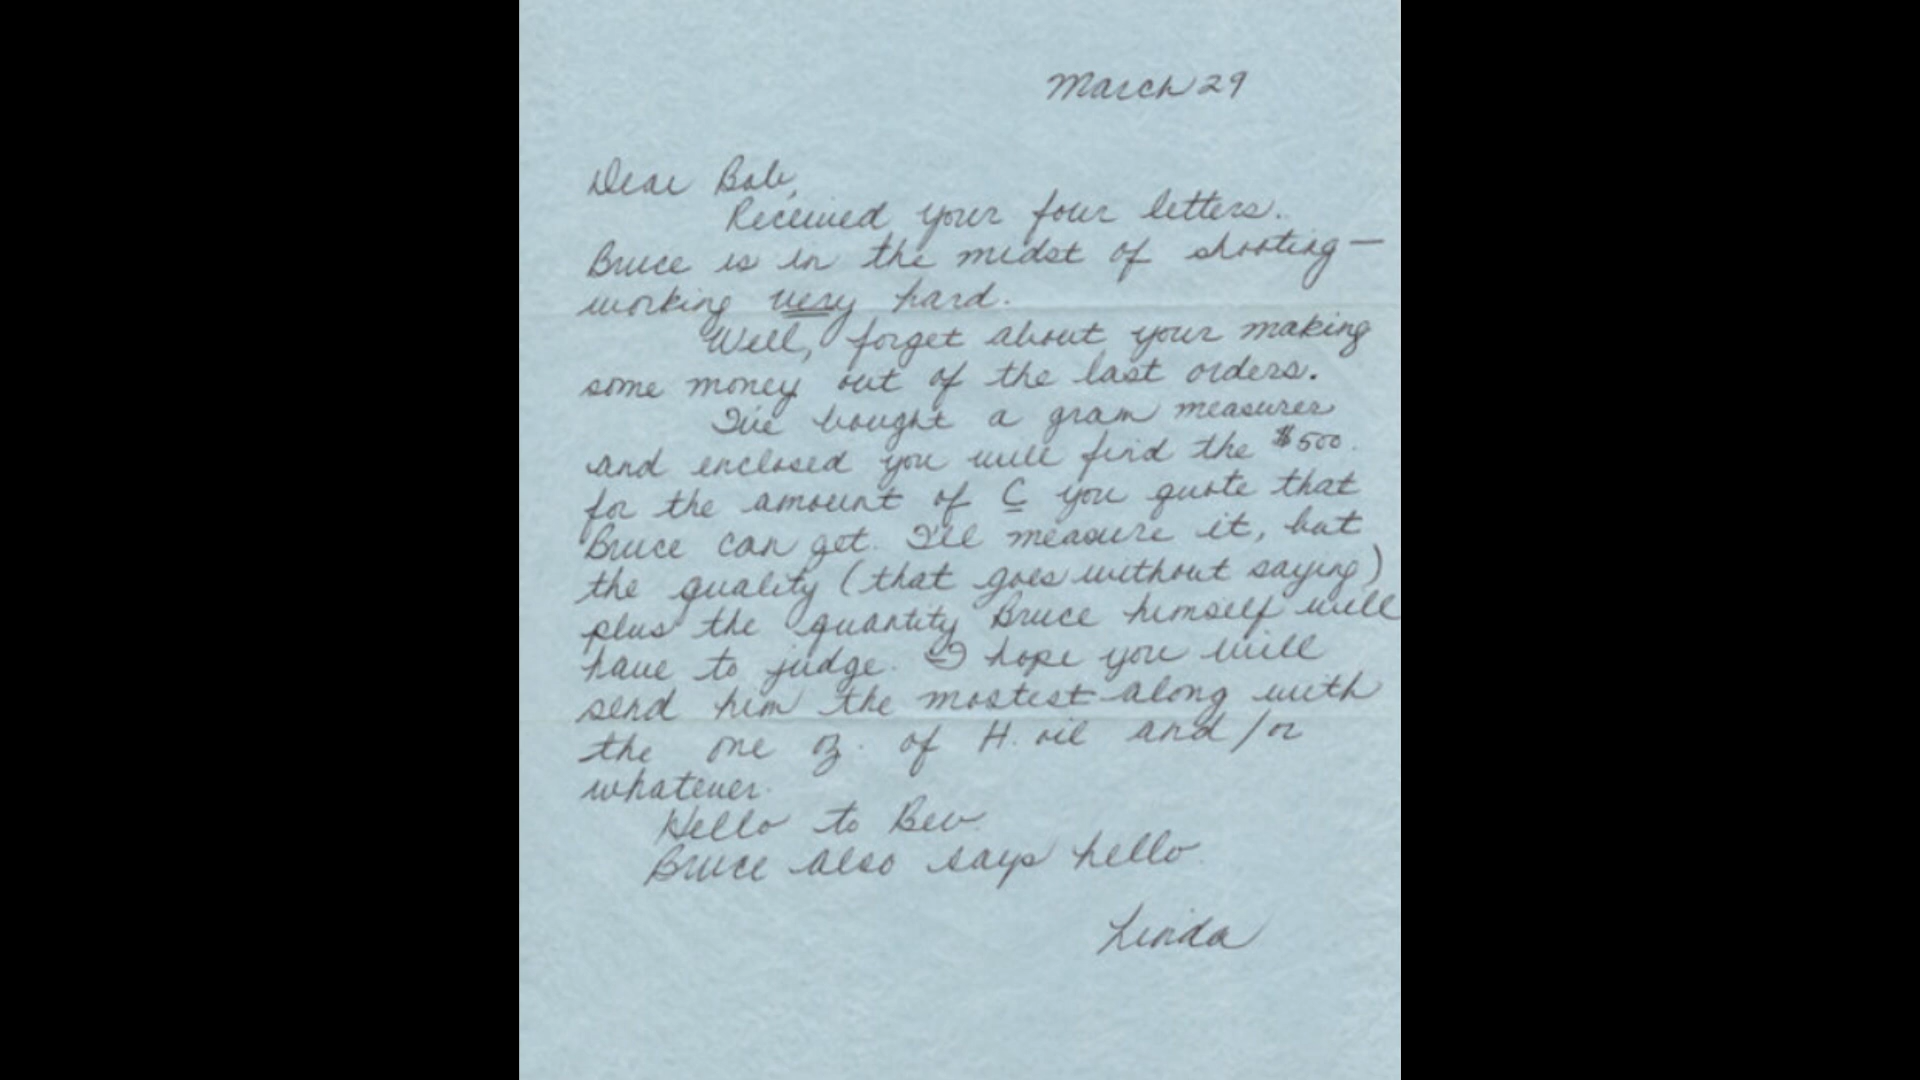 March 29
Dear Bob,
Received your four letters.
Bruce is in the midst of shooting —
working very hard.
Well, forget about your making
some money out of the last orders.
I've bought a gram measurer
and enclosed you will find the $500.
for the amount of C you quote that
Bruce can get. I'll measure it, but
the quality (that goes without saying)
plus the quantity Bruce himself will
have to judge. I hope you will
send him the mostest along with
the one oz. of H. oil and/or
whatever.
Hello to Bev.
Bruce also says hello.
Linda